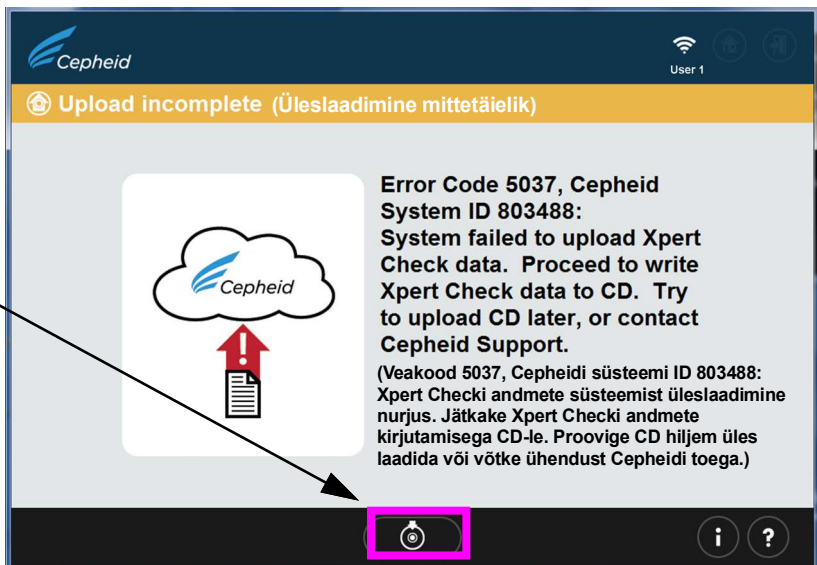 Cepheid
User 1
Upload incomplete (Üleslaadimine mittetäielik)
Cepheid
Error Code 5037, Cepheid
System ID 803488:
System failed to upload Xpert
Check data. Proceed to write
Xpert Check data to CD. Try
to upload CD later, or contact
Cepheid Support.
(Veakood 5037, Cepheidi süsteemi ID 803488:
Xpert Checki andmete süsteemist üleslaadimine
nurjus. Jätkake Xpert Checki andmete
kirjutamisega CD-le. Proovige CD hiljem üles
laadida või võtke ühendust Cepheidi toega.)
i ?